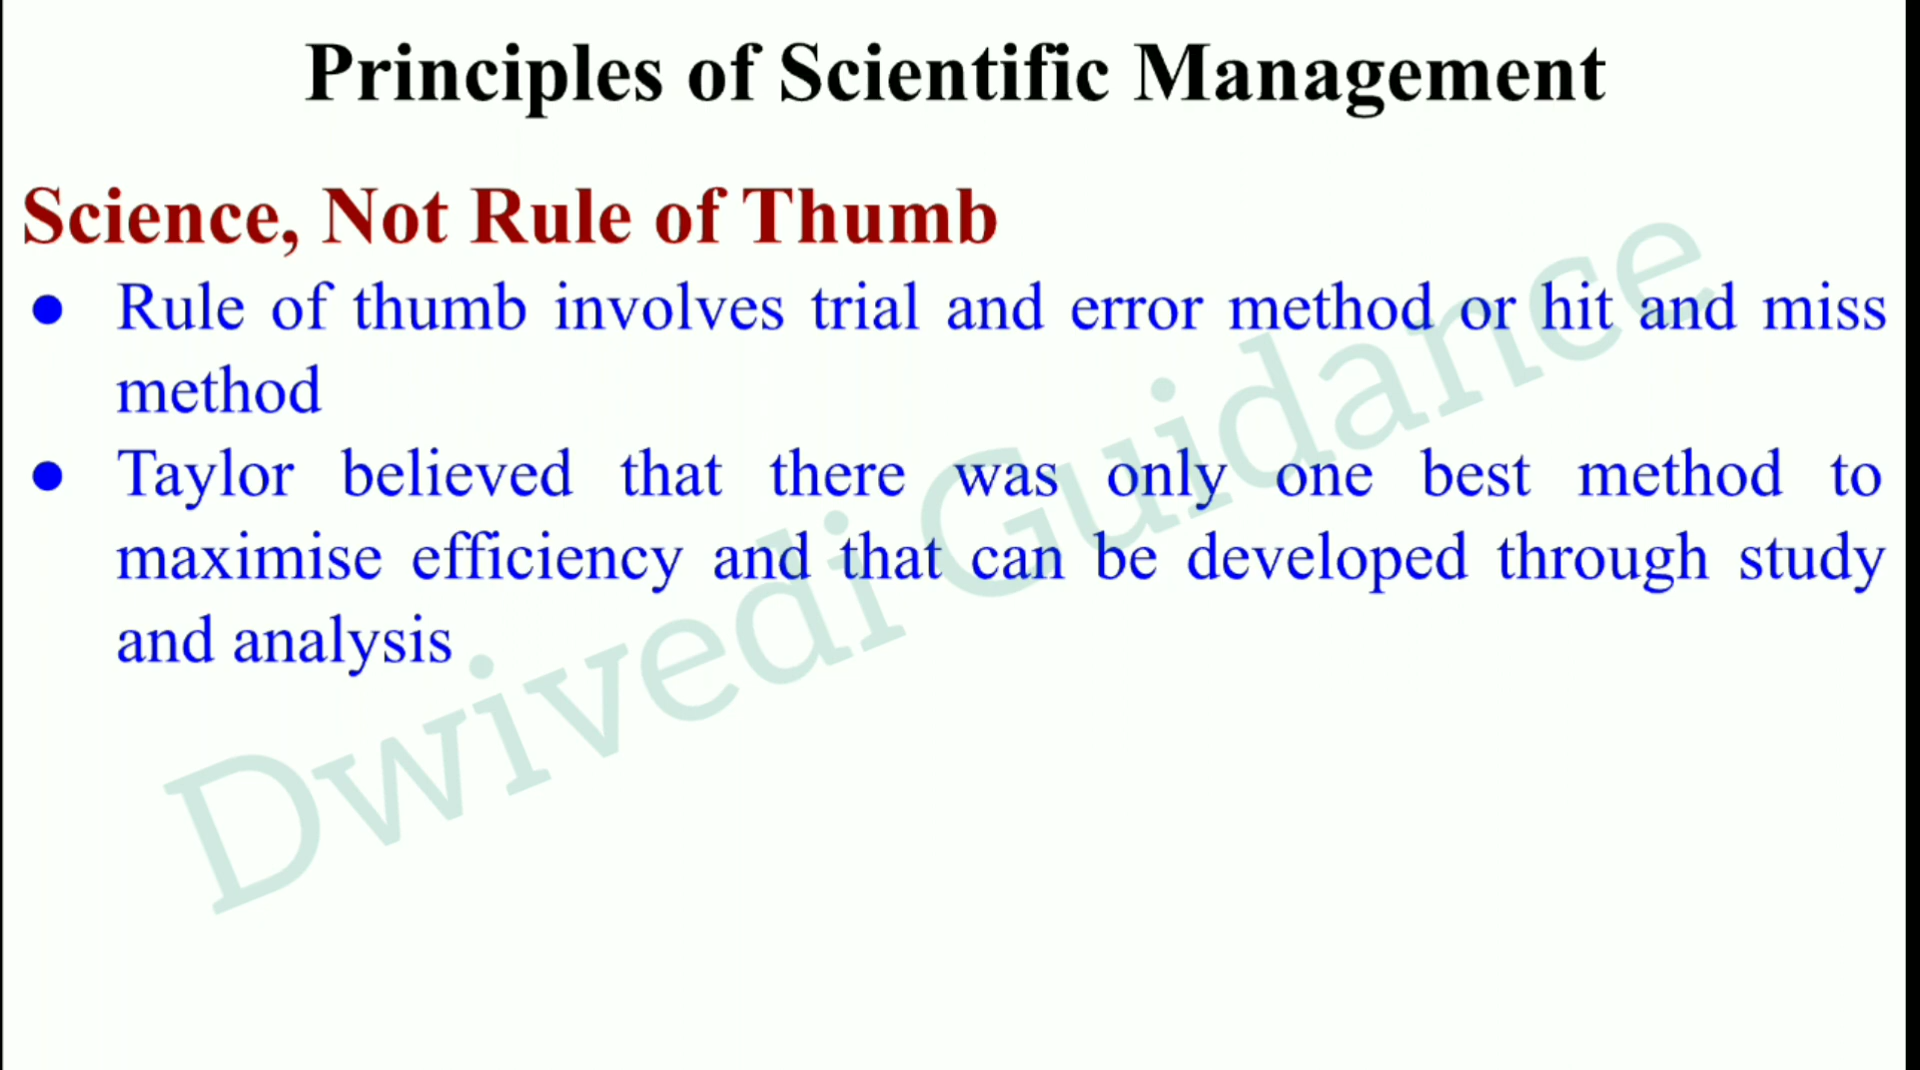 Principles of Scientific Management
Science, Not Rule of Thumb
● Rule of thumb involves trial and error method or hit and miss
method
● Taylor believed that there was only one best method to
maximise efficiency and that can be developed through study
and analysis
Dwivedi Guidance